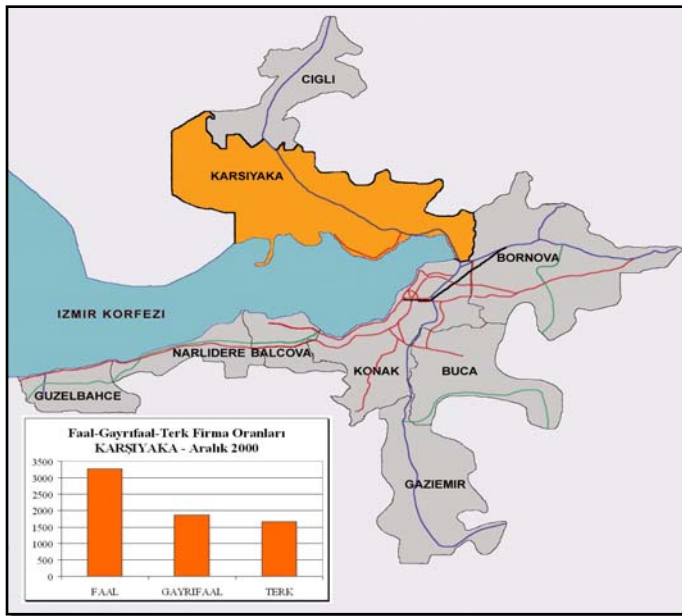 CIGLI
KARSIYAKA
BORNOVA
IZMIR KORFEZI
NARLIDERE BALCOVA
KONAK
BUCA
GUZELBAHCE
GAZIEMIR
Faal-Gayrıfaal-Terk Firma Oranları
KARŞIYAKA - Aralık 2000
3500
3000
2500
2000
1500
1000
500
0
FAAL GAYRIFAAL TERK